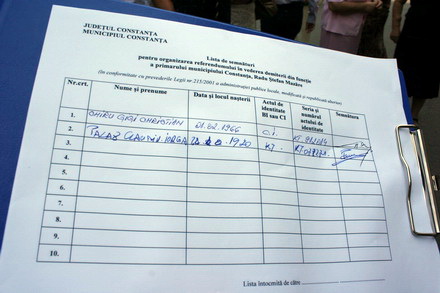 JUDEŢUL CONSTANŢA
MUNICIPIUL CONSTANŢA
Lista de semnături
pentru organizarea referendumului în vederea demiterii din funcţie
a primarului municipiului Constanţa, Radu Ştefan Mazăre
(în conformitate cu prevederile Legii nr 215/2001 a administraţiei publice locale, modificată şi republicată ulterior)
Nr.crt. Nume şi prenume Data şi locul naşterii Actul de identitate BI sau CI Seria şi numărul actului de identitate Semnătura
1. CHIRU GIGI CHRISTIAN 01.02.1966 C.i.
2. CLAUDIU 1970
3.
4.
5.
6.
7.
8.
9.
10.
Lista întocmită de către